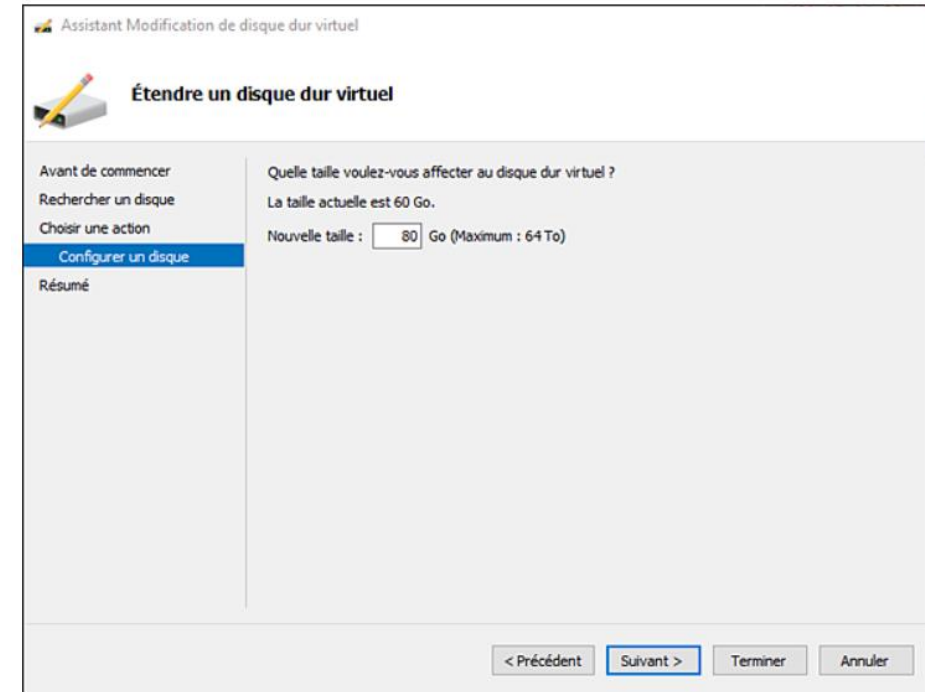 Assistant Modification de disque dur virtuel
Étendre un disque dur virtuel
Avant de commencer
Rechercher un disque
Choisir une action
Configurer un disque
Résumé
Quelle taille voulez-vous affecter au disque dur virtuel ?
La taille actuelle est 60 Go.
Nouvelle taille : 80 Go (Maximum : 64 To)
< Précédent Suivant > Terminer Annuler